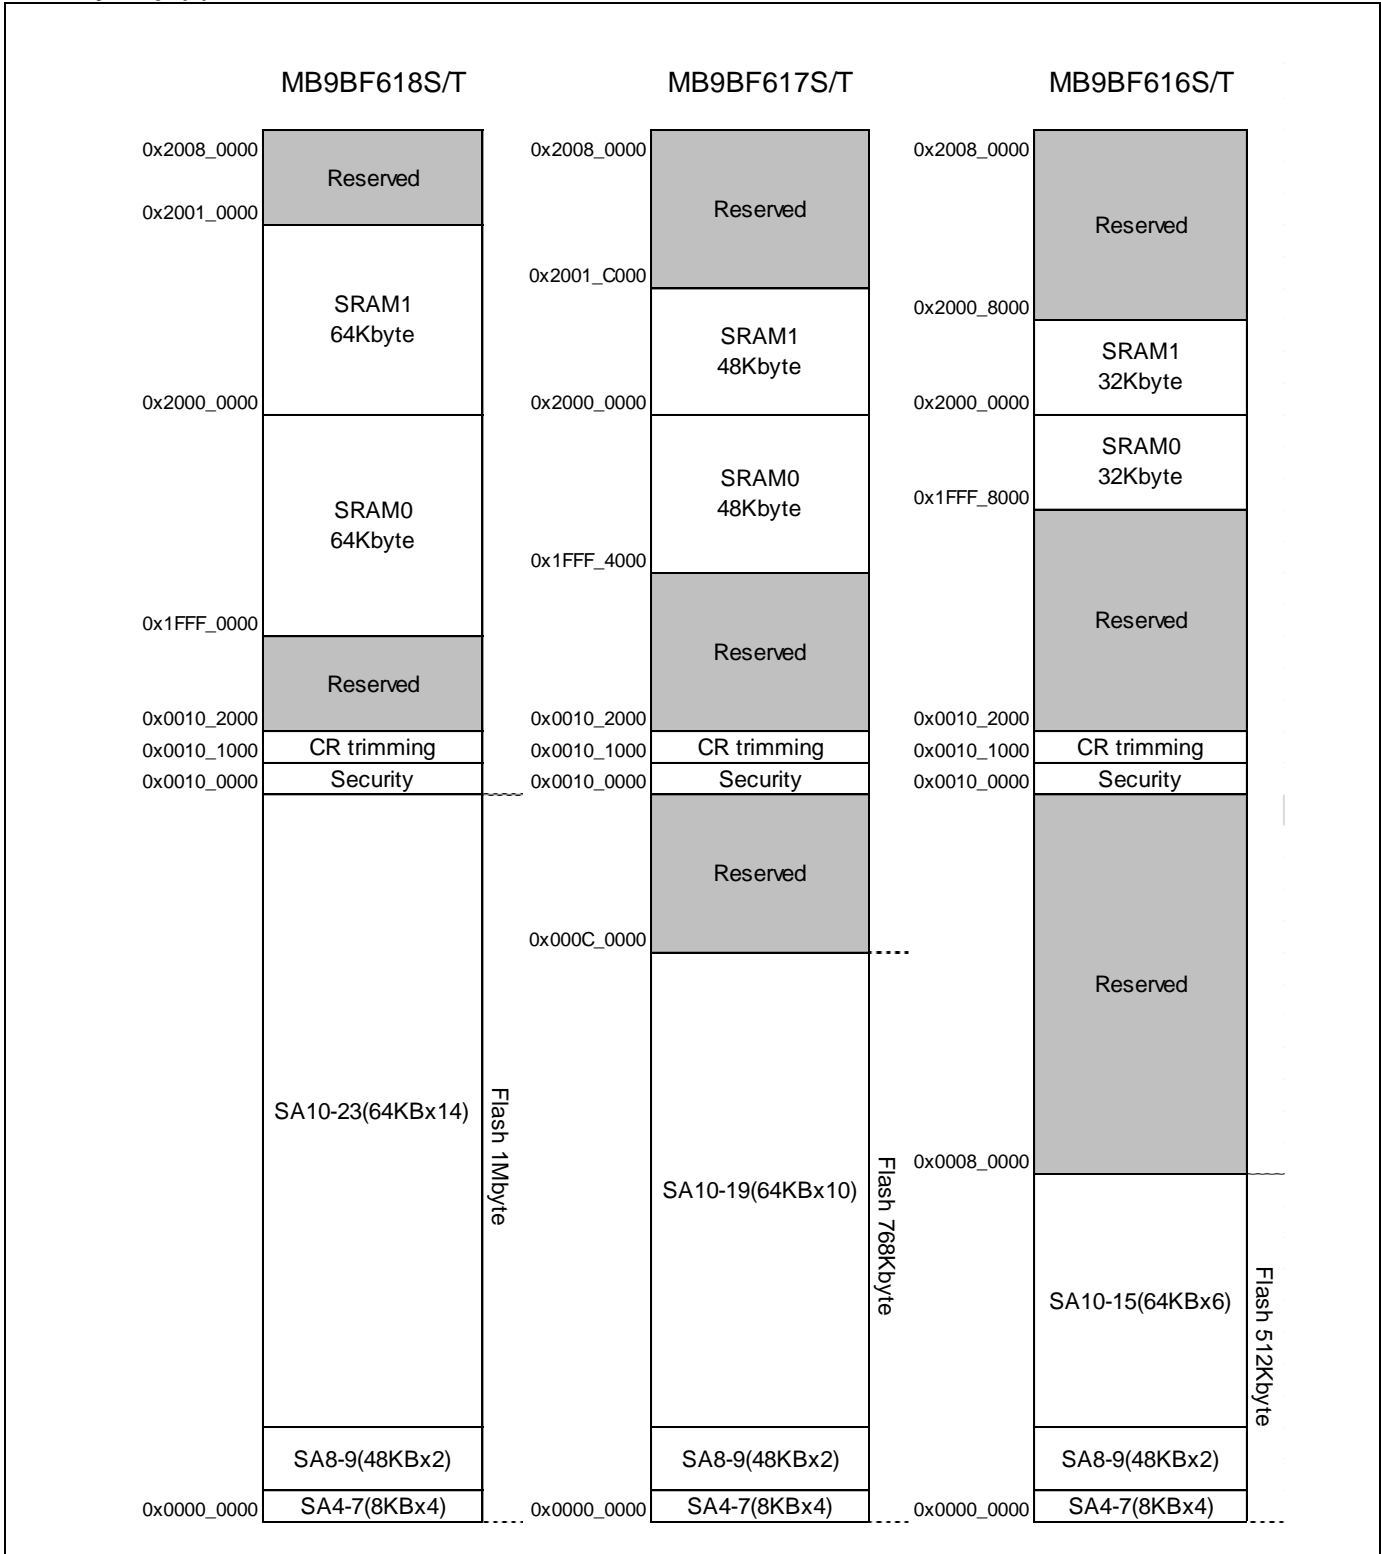 MB9BF618S/T
0x2008_0000
Reserved
0x2001_0000
SRAM1
64Kbyte
0x2000_0000
SRAM0
64Kbyte
0x1FFF_0000
Reserved
0x0010_2000
CR trimming
0x0010_1000
Security
0x0010_0000
SA10-23(64KBx14)
Flash 1Mbyte
SA8-9(48KBx2)
SA4-7(8KBx4)
0x0000_0000
MB9BF617S/T
0x2008_0000
Reserved
0x2001_C000
SRAM1
48Kbyte
0x2000_0000
SRAM0
48Kbyte
0x1FFF_4000
Reserved
0x0010_2000
CR trimming
0x0010_1000
Security
0x0010_0000
Reserved
0x000C_0000
SA10-19(64KBx10)
Flash 768Kbyte
SA8-9(48KBx2)
SA4-7(8KBx4)
0x0000_0000
MB9BF616S/T
0x2008_0000
Reserved
0x2000_8000
SRAM1
32Kbyte
0x2000_0000
SRAM0
32Kbyte
0x1FFF_8000
Reserved
0x0010_2000
CR trimming
0x0010_1000
Security
0x0010_0000
Reserved
0x0008_0000
SA10-15(64KBx6)
Flash 512Kbyte
SA8-9(48KBx2)
SA4-7(8KBx4)
0x0000_0000